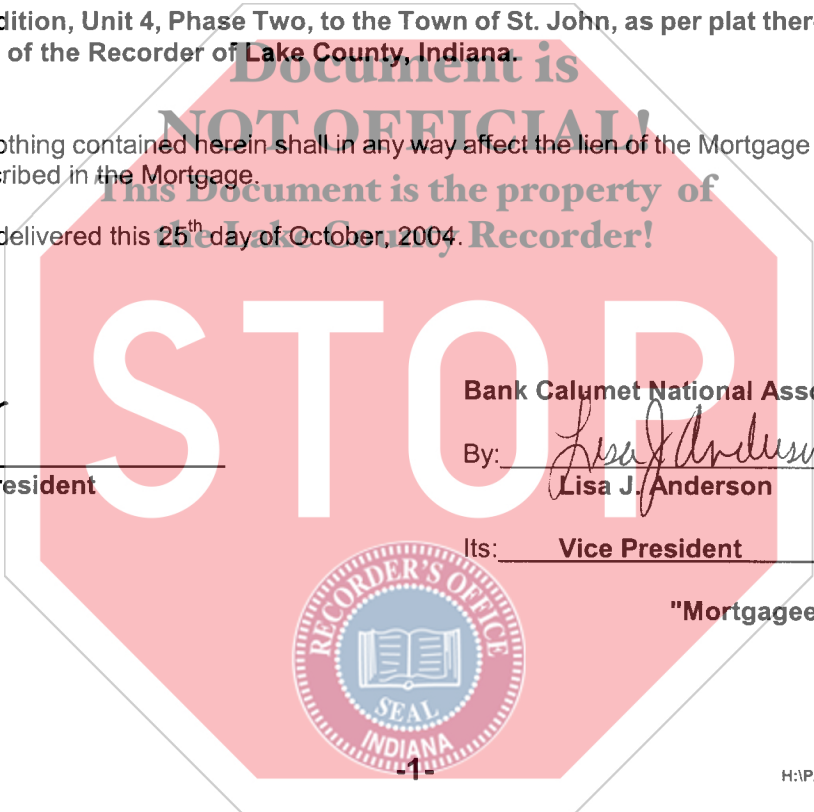 dition, Unit 4, Phase Two, to the Town of St. John, as per plat ther
of the Recorder of Lake County, Indiana.
Document is
NOT OFFICIAL!
othing contained herein shall in any way affect the lien of the Mortgage
cribed in the Mortgage.
This Document is the property of
the Lake County Recorder!
delivered this 25th day of October, 2004.
STOP
Bank Calumet National Asso
By: Lisa J Anderson
resident
Lisa J. Anderson
Its: Vice President
"Mortgagee
RECORDER'S OFFICE
SEAL
INDIANA
-1-
H:\P